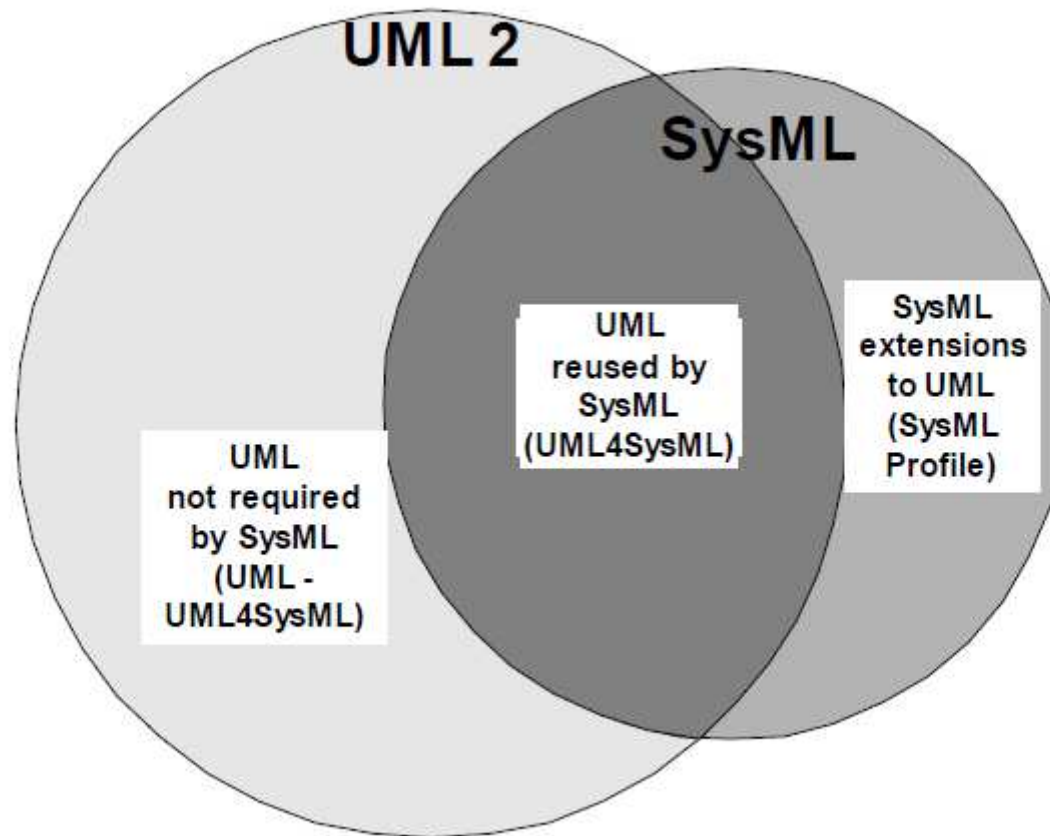 UML 2
SysML
UML
reused by
SysML
(UML4SysML)
SysML
extensions
to UML
(SysML
Profile)
UML
not required
by SysML
(UML -
UML4SysML)